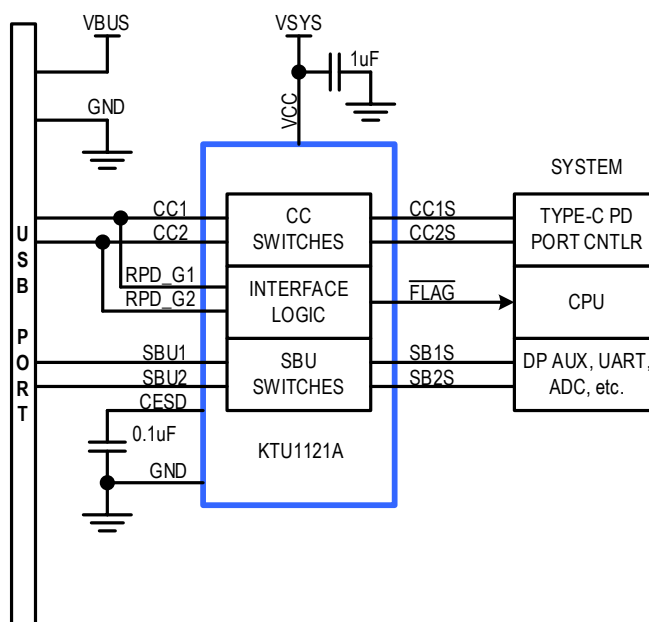 VBUS
VSYS
1uF
GND
VCC
SYSTEM
USB PORT
CC1
CC2
CC
SWITCHES
CC1S
CC2S
TYPE-C PD
PORT CNTLR
RPD_G1
RPD_G2
INTERFACE
LOGIC
FLAG
CPU
SBU1
SBU2
SBU
SWITCHES
SB1S
SB2S
DP AUX, UART,
ADC, etc.
CESD
0.1uF
GND
KTU1121A